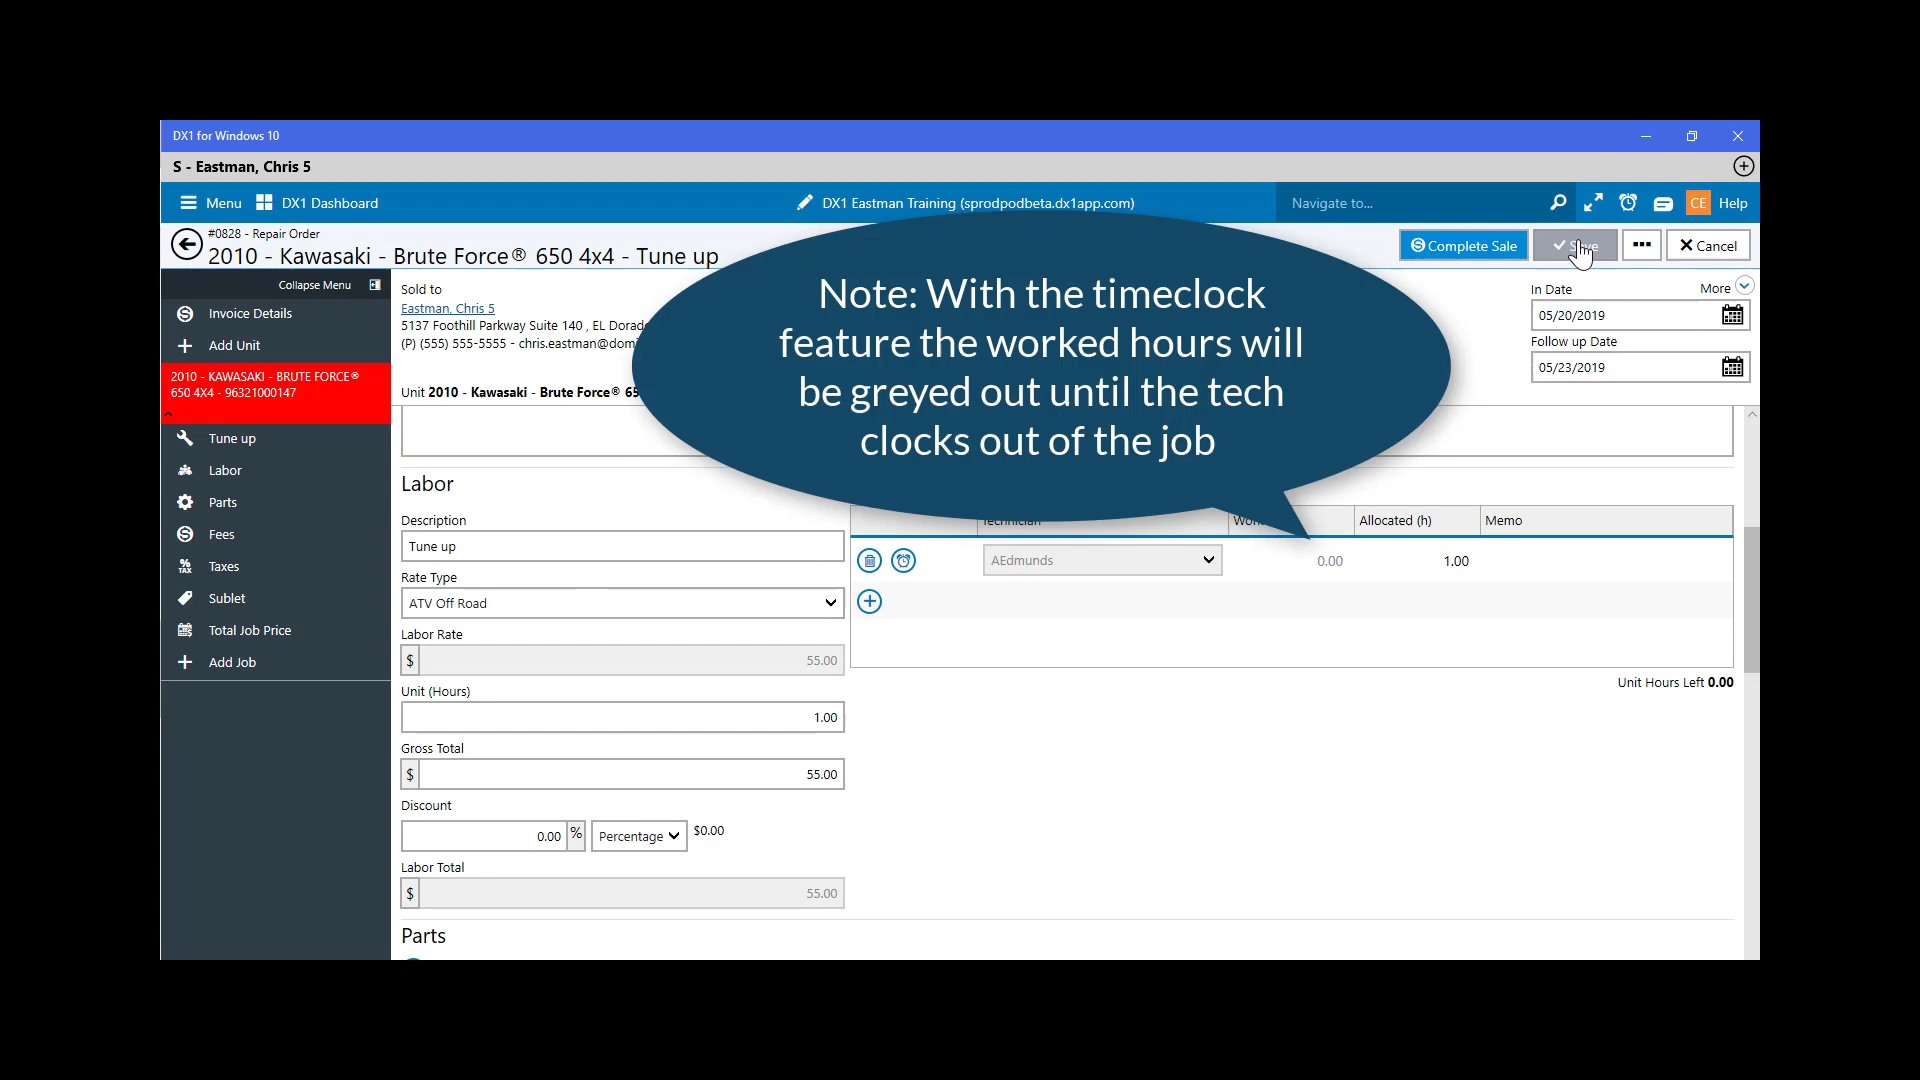 DX1 for Windows 10
S - Eastman, Chris 5
Menu DX1 Dashboard DX1 Eastman Training (sprodpodbeta.dx1app.com) Navigate to... CE Help
#0828 - Repair Order
2010 - Kawasaki - Brute Force® 650 4x4 - Tune up
Complete Sale Save Cancel
Note: With the timeclock
feature the worked hours will
be greyed out until the tech
clocks out of the job
Collapse Menu
Invoice Details
Add Unit
2010 - KAWASAKI - BRUTE FORCE®
650 4X4 - 96321000147
Tune up
Labor
Parts
Fees
Taxes
Sublet
Total Job Price
Add Job
Sold to
Eastman, Chris 5
5137 Foothill Parkway Suite 140 , EL
(P) (555) 555-5555 -
Unit 2010 - Kawasaki - Brute Force®
In Date More
05/20/2019
Follow up Date
05/23/2019
Labor
Description
Tune up
Rate Type
ATV Off Road
Labor Rate
$ 55.00
Unit (Hours)
1.00
Gross Total
$ 55.00
Discount
0.00 % Percentage $0.00
Labor Total
$ 55.00
Technician Allocated (h) Memo
AEdmunds 0.00 1.00
Unit Hours Left 0.00
Parts